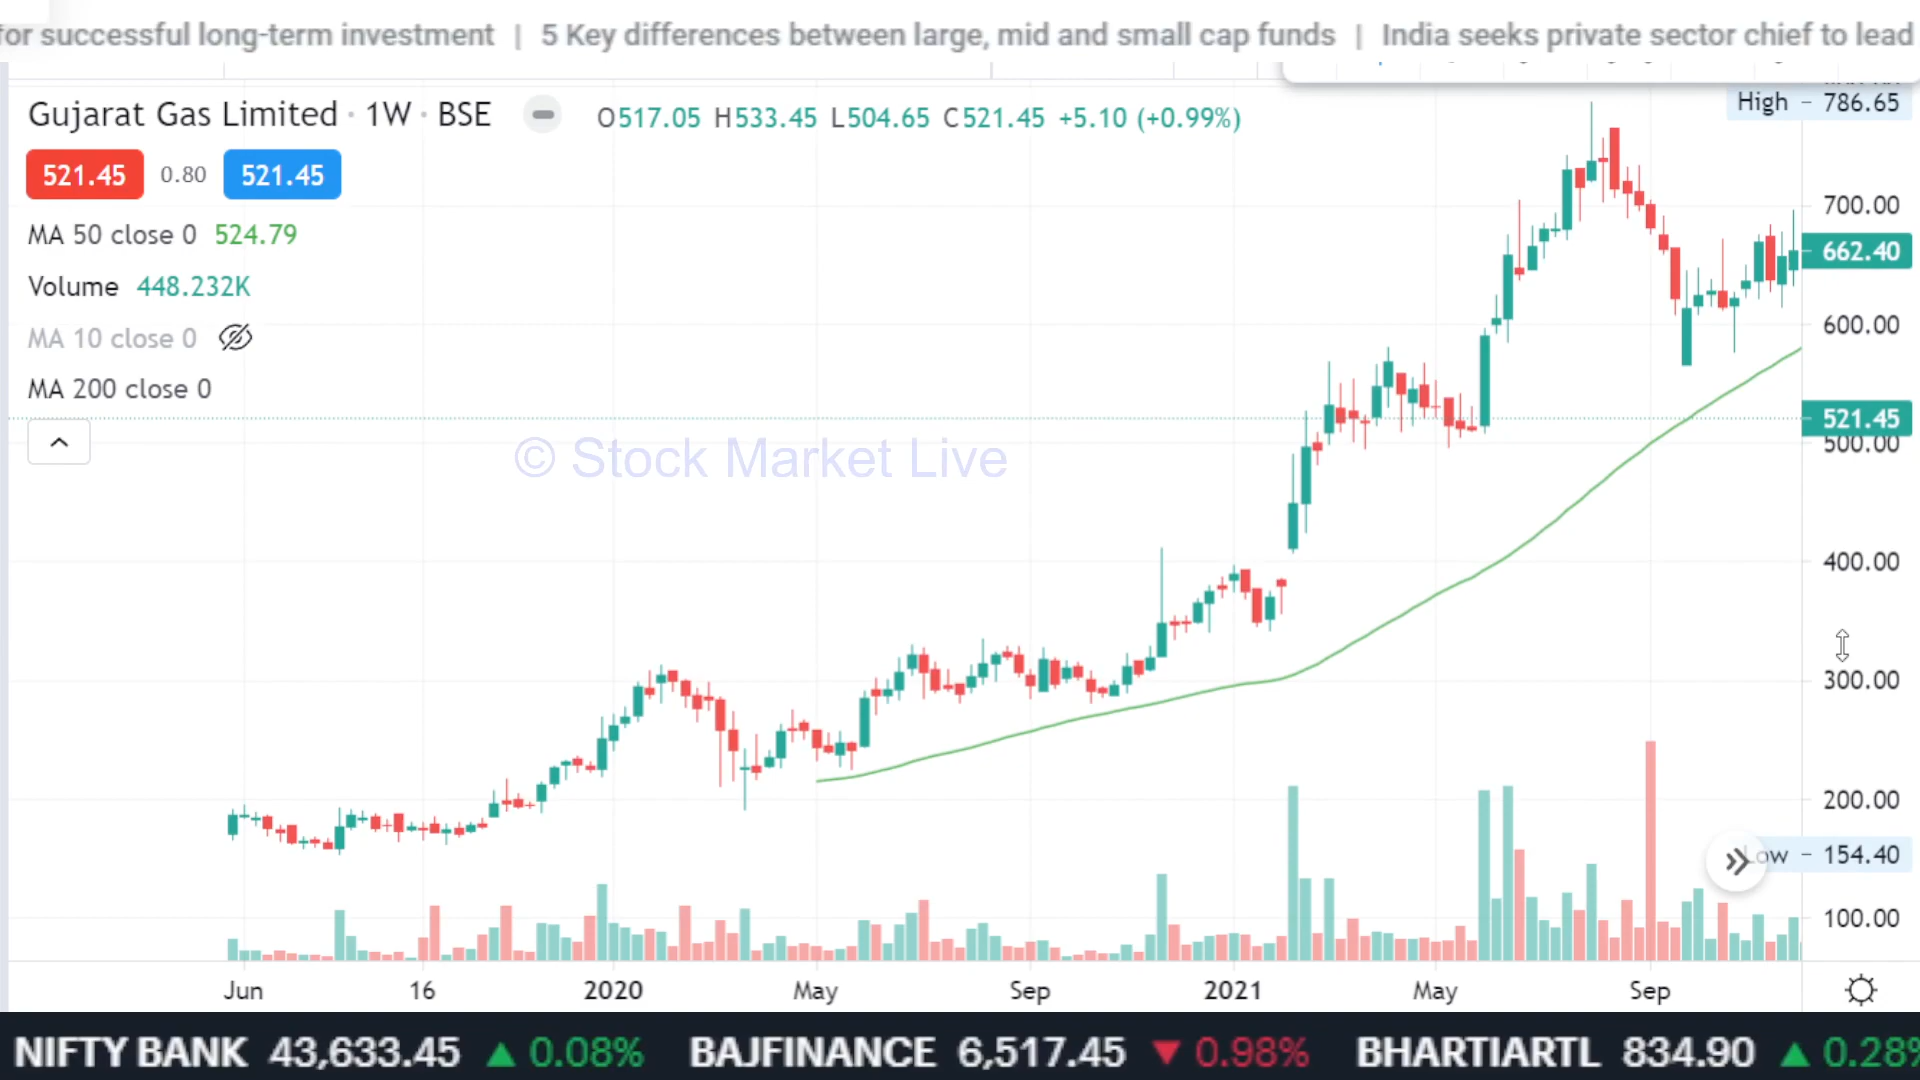 for successful long-term investment | 5 Key differences between large, mid and small cap funds | India seeks private sector chief to lead
Gujarat Gas Limited · 1W · BSE O517.05 H533.45 L504.65 C521.45 +5.10 (+0.99%)
High - 786.65
521.45 0.80 521.45
MA 50 close 0 524.79
Volume 448.232K
MA 10 close 0
MA 200 close 0
700.00
662.40
600.00
521.45
500.00
© Stock Market Live
400.00
300.00
200.00
Low - 154.40
100.00
Jun 16 2020 May Sep 2021 May Sep
NIFTY BANK 43,633.45 ▲ 0.08% BAJFINANCE 6,517.45 ▼ 0.98% BHARTIARTL 834.90 ▲ 0.28%